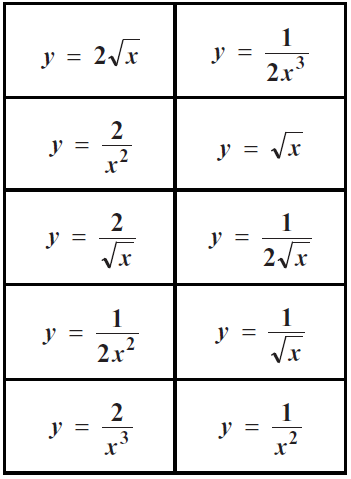 y = 2√x    y = 1/(2x³)
y = 2/x²    y = √x
y = 2/√x    y = 1/(2√x)
y = 1/(2x²)    y = 1/√x
y = 2/x³    y = 1/x²